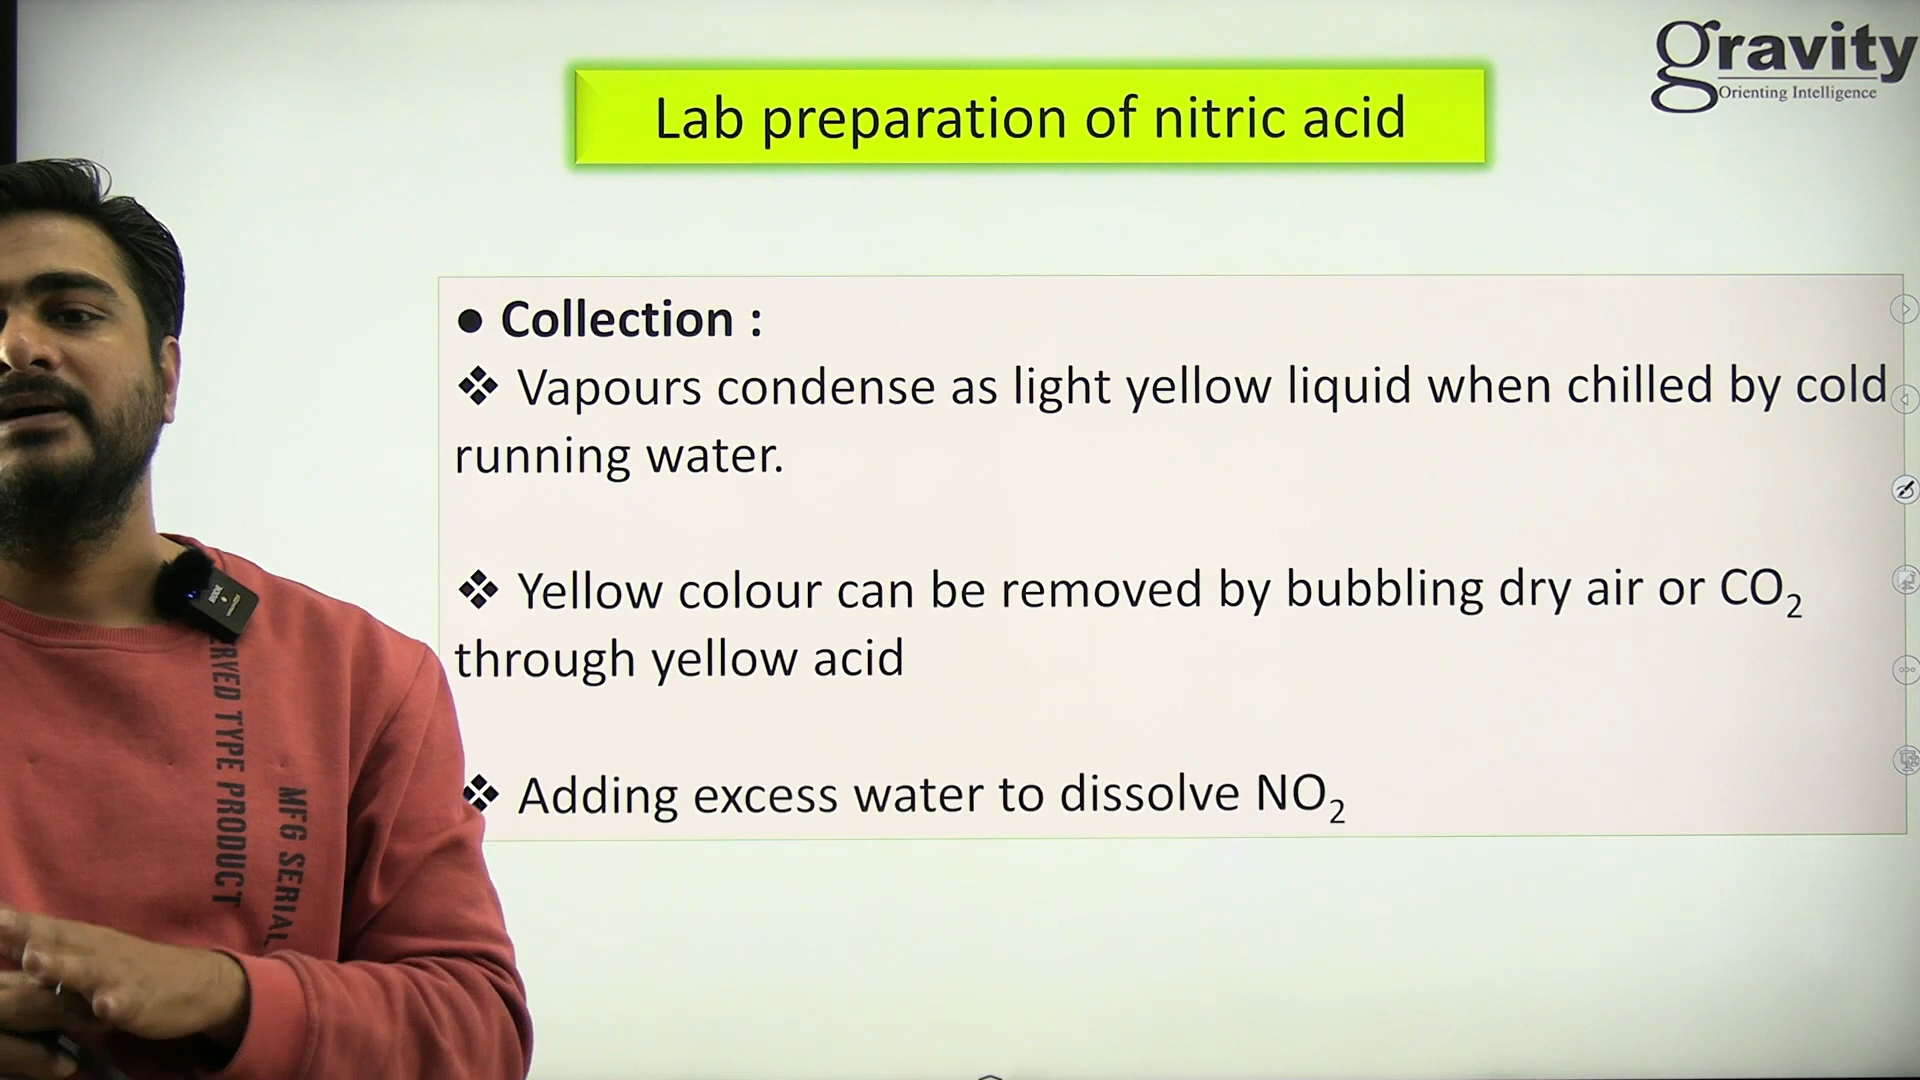 gravity
Orienting Intelligence
Lab preparation of nitric acid
● Collection :
❖ Vapours condense as light yellow liquid when chilled by cold
running water.
❖ Yellow colour can be removed by bubbling dry air or CO₂
through yellow acid
❖ Adding excess water to dissolve NO₂
RODE
ERVED TYPE PRODUCT
MFG SERIAL